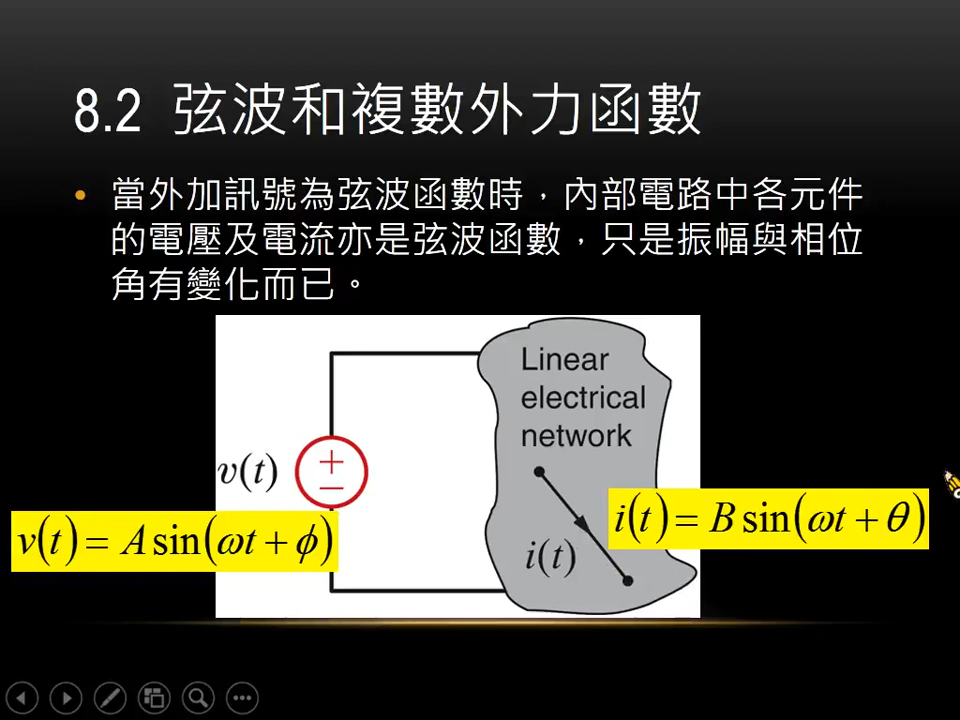 8.2 弦波和複數外力函數
• 當外加訊號為弦波函數時，內部電路中各元件
的電壓及電流亦是弦波函數，只是振幅與相位
角有變化而已。
Linear
electrical
network
+
−
v(t)
v(t) = A sin(ωt + ϕ)
i(t) = B sin(ωt + θ)
i(t)